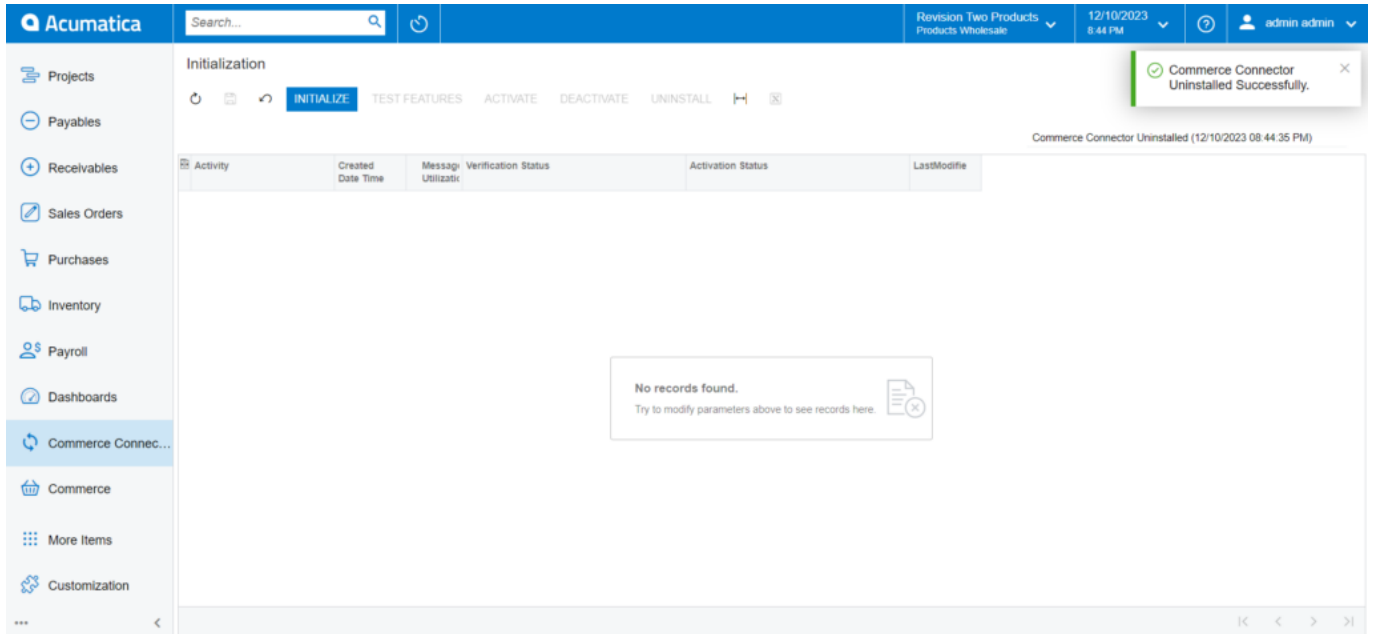 Acumatica
Search...
Revision Two Products
Products Wholesale
12/10/2023
8:44 PM
admin admin
Projects
Payables
Receivables
Sales Orders
Purchases
Inventory
Payroll
Dashboards
Commerce Connec...
Commerce
More Items
Customization
Initialization
INITIALIZE TEST FEATURES ACTIVATE DEACTIVATE UNINSTALL
Commerce Connector
Uninstalled Successfully.
Commerce Connector Uninstalled (12/10/2023 08:44:35 PM)
Activity
Created
Date Time
Message
Utilizatic
Verification Status
Activation Status
LastModifie
No records found.
Try to modify parameters above to see records here.